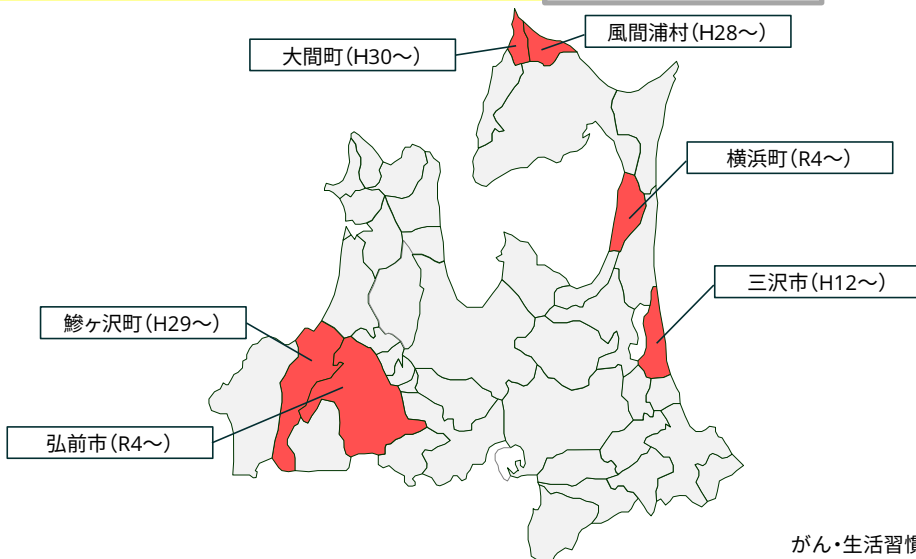 風間浦村(H28～)
大間町(H30～)
横浜町(R4～)
三沢市(H12～)
鰺ヶ沢町(H29～)
弘前市(R4～)
がん・生活習慣